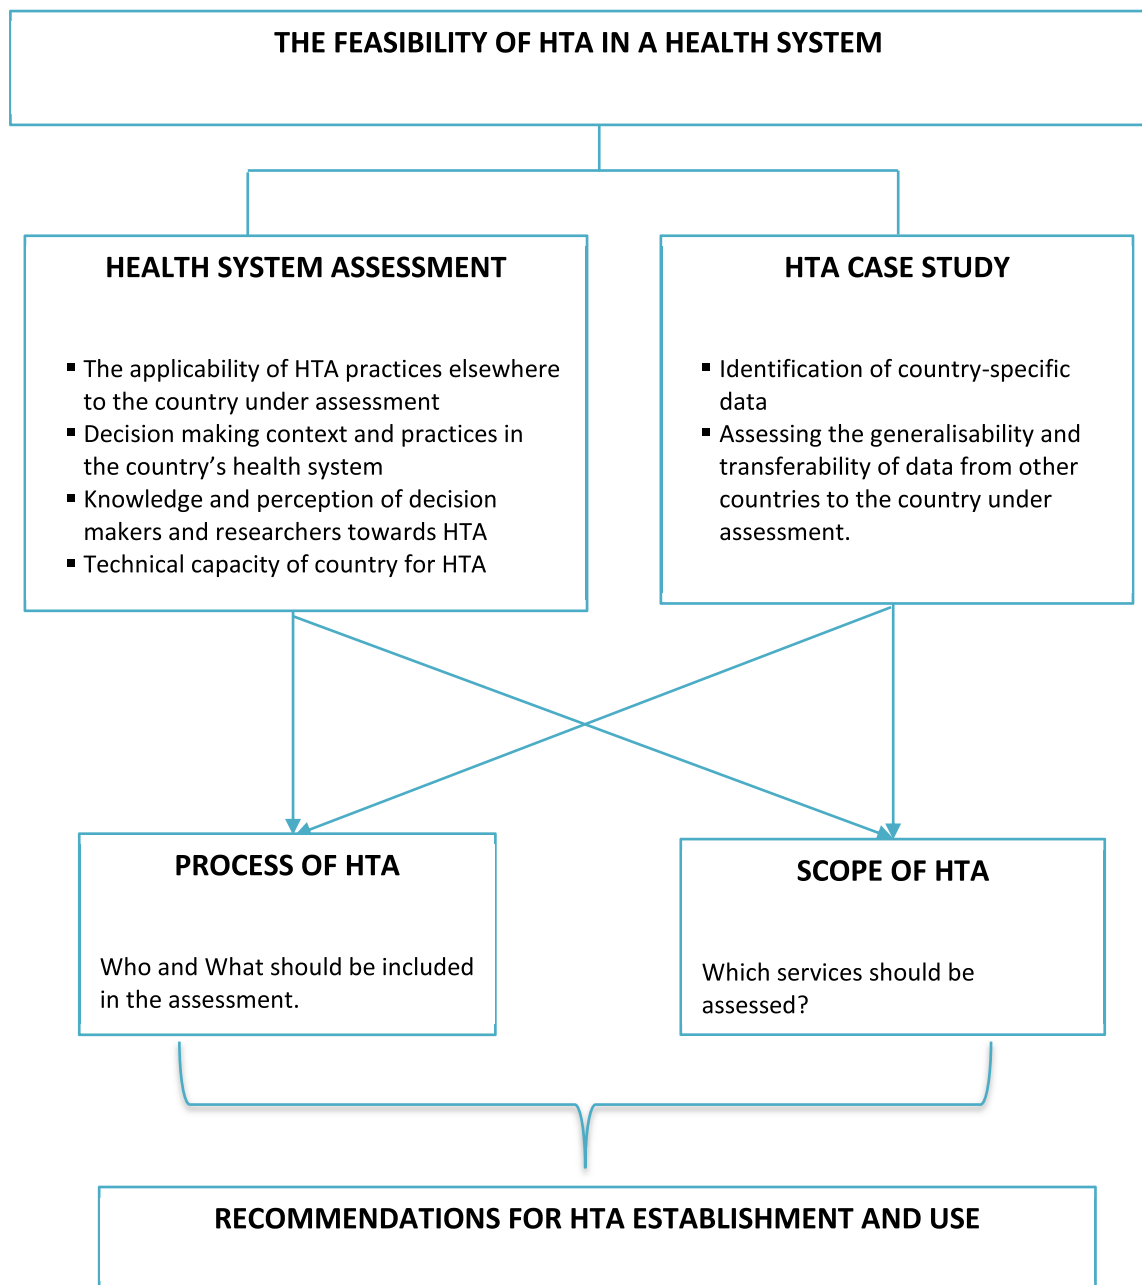 THE FEASIBILITY OF HTA IN A HEALTH SYSTEM
HEALTH SYSTEM ASSESSMENT
▪ The applicability of HTA practices elsewhere
to the country under assessment
▪ Decision making context and practices in
the country’s health system
▪ Knowledge and perception of decision
makers and researchers towards HTA
▪ Technical capacity of country for HTA
HTA CASE STUDY
▪ Identification of country-specific
data
▪ Assessing the generalisability and
transferability of data from other
countries to the country under
assessment.
PROCESS OF HTA
Who and What should be included
in the assessment.
SCOPE OF HTA
Which services should be
assessed?
RECOMMENDATIONS FOR HTA ESTABLISHMENT AND USE